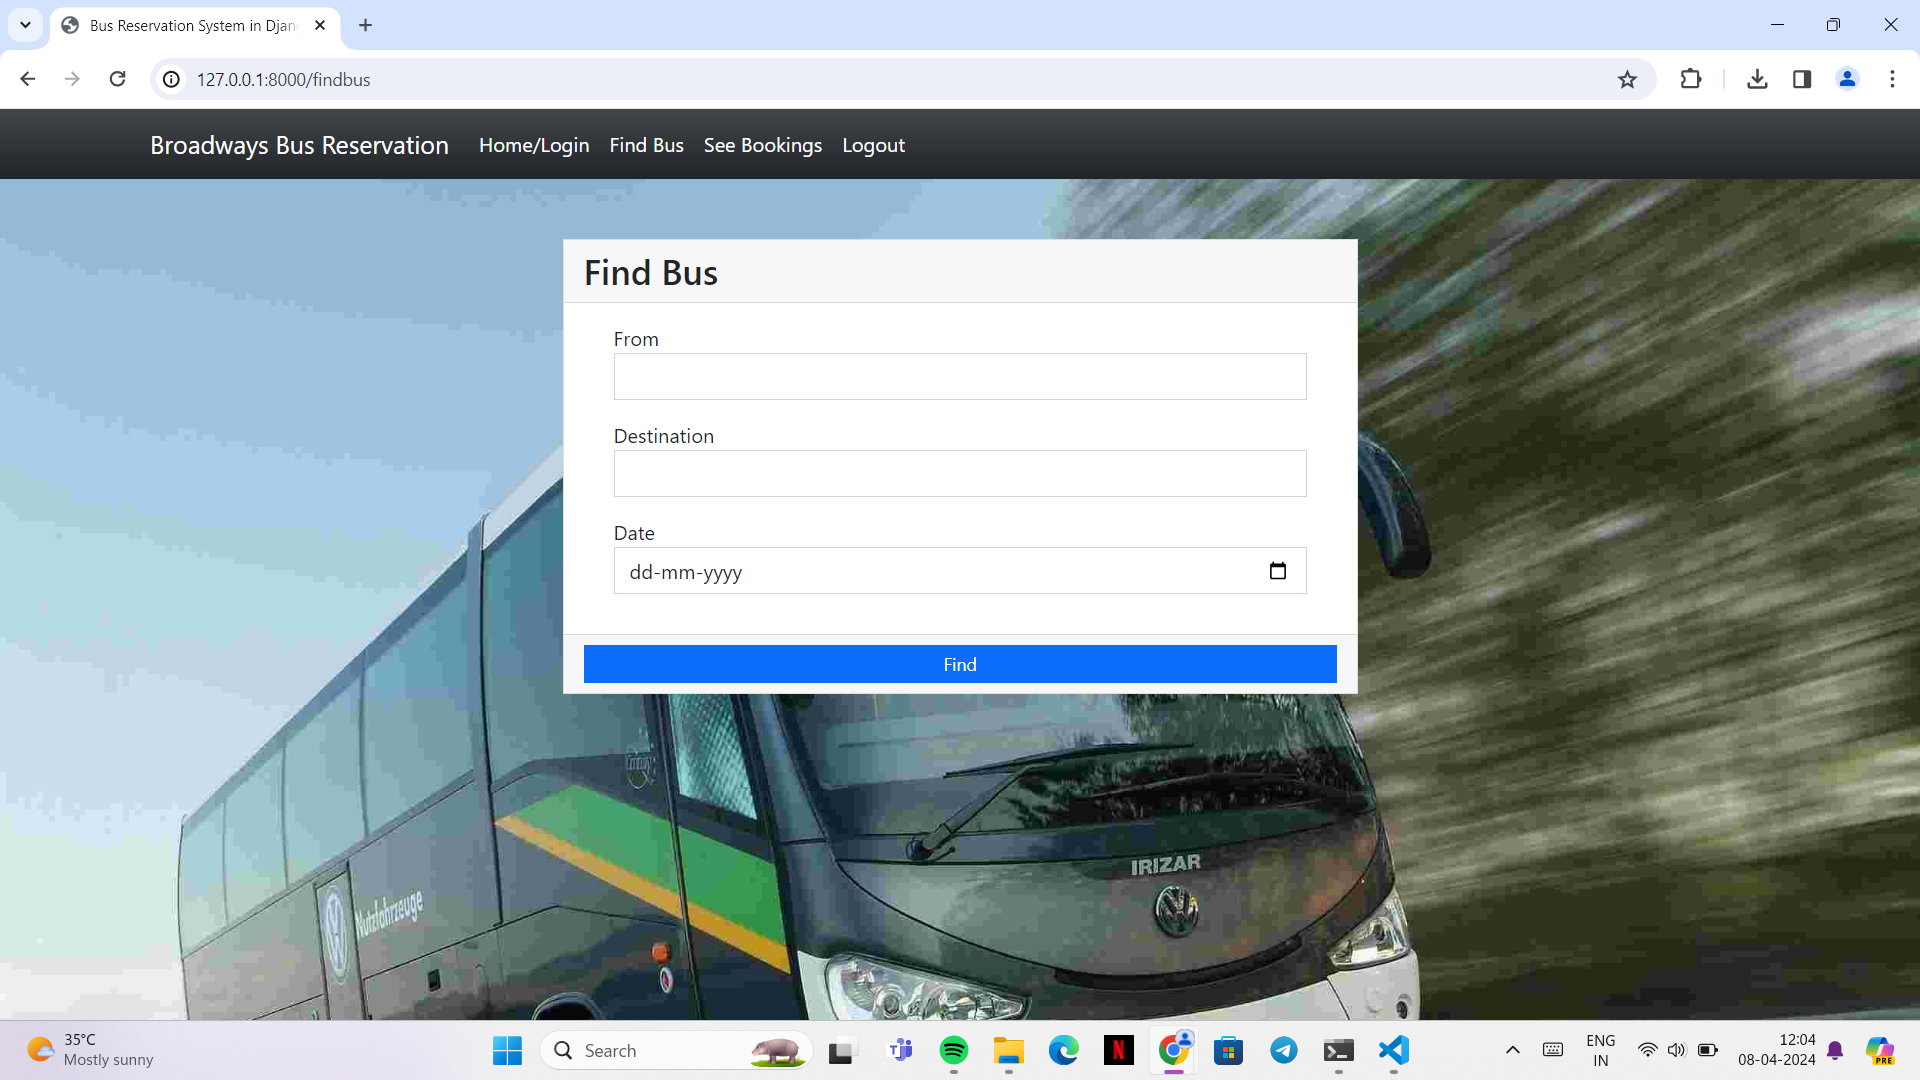 Bus Reservation System in Djan
127.0.0.1:8000/findbus
Broadways Bus Reservation
Home/Login
Find Bus
See Bookings
Logout
Find Bus
From
Destination
Date
dd-mm-yyyy
Find
IRIZAR
Nutzfahrzeuge
35°C
Mostly sunny
Search
ENG
IN
12:04
08-04-2024
PRE